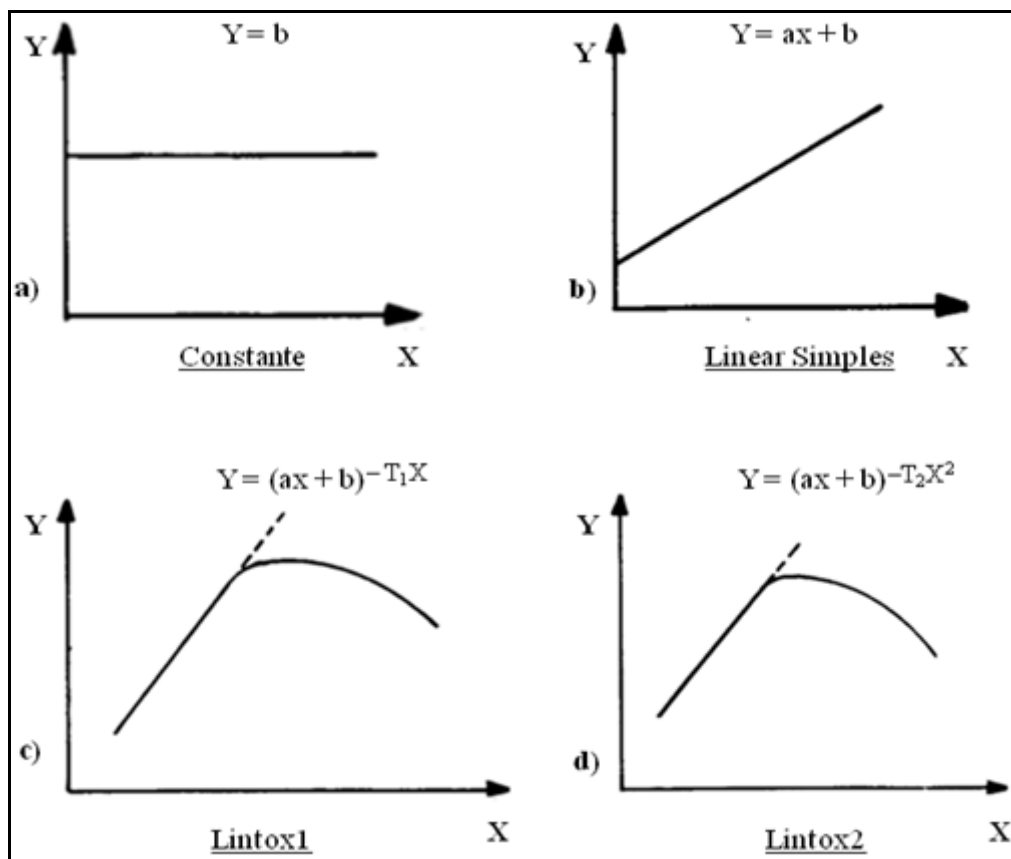 Y = b
Y
a)
Constante
X
Y = ax + b
Y
b)
Linear Simples
X
Y = (ax + b)^–T₁X
Y
c)
Lintox1
X
Y = (ax + b)^–T₂X²
Y
d)
Lintox2
X